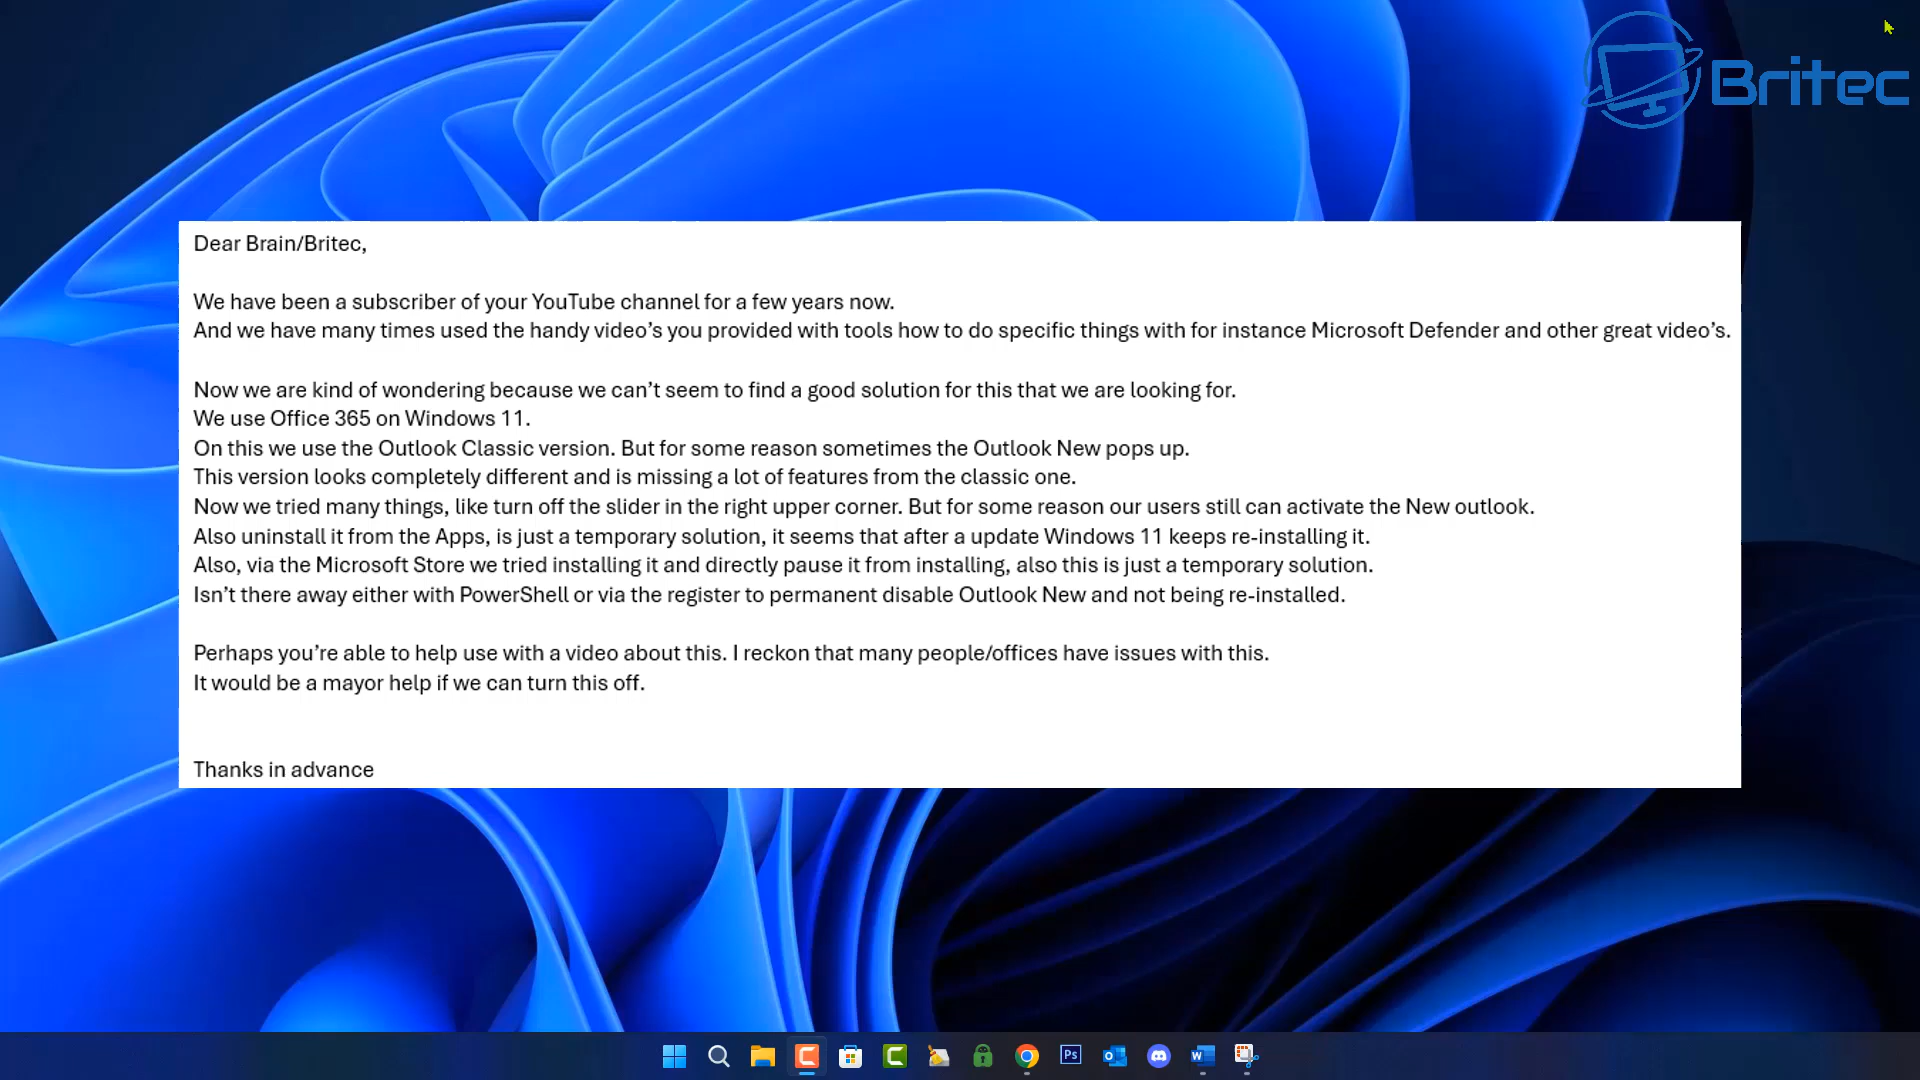 Britec
Dear Brain/Britec,
We have been a subscriber of your YouTube channel for a few years now.
And we have many times used the handy video’s you provided with tools how to do specific things with for instance Microsoft Defender and other great video’s.
Now we are kind of wondering because we can’t seem to find a good solution for this that we are looking for.
We use Office 365 on Windows 11.
On this we use the Outlook Classic version. But for some reason sometimes the Outlook New pops up.
This version looks completely different and is missing a lot of features from the classic one.
Now we tried many things, like turn off the slider in the right upper corner. But for some reason our users still can activate the New outlook.
Also uninstall it from the Apps, is just a temporary solution, it seems that after a update Windows 11 keeps re-installing it.
Also, via the Microsoft Store we tried installing it and directly pause it from installing, also this is just a temporary solution.
Isn’t there away either with PowerShell or via the register to permanent disable Outlook New and not being re-installed.
Perhaps you’re able to help use with a video about this. I reckon that many people/offices have issues with this.
It would be a mayor help if we can turn this off.
Thanks in advance
Ps